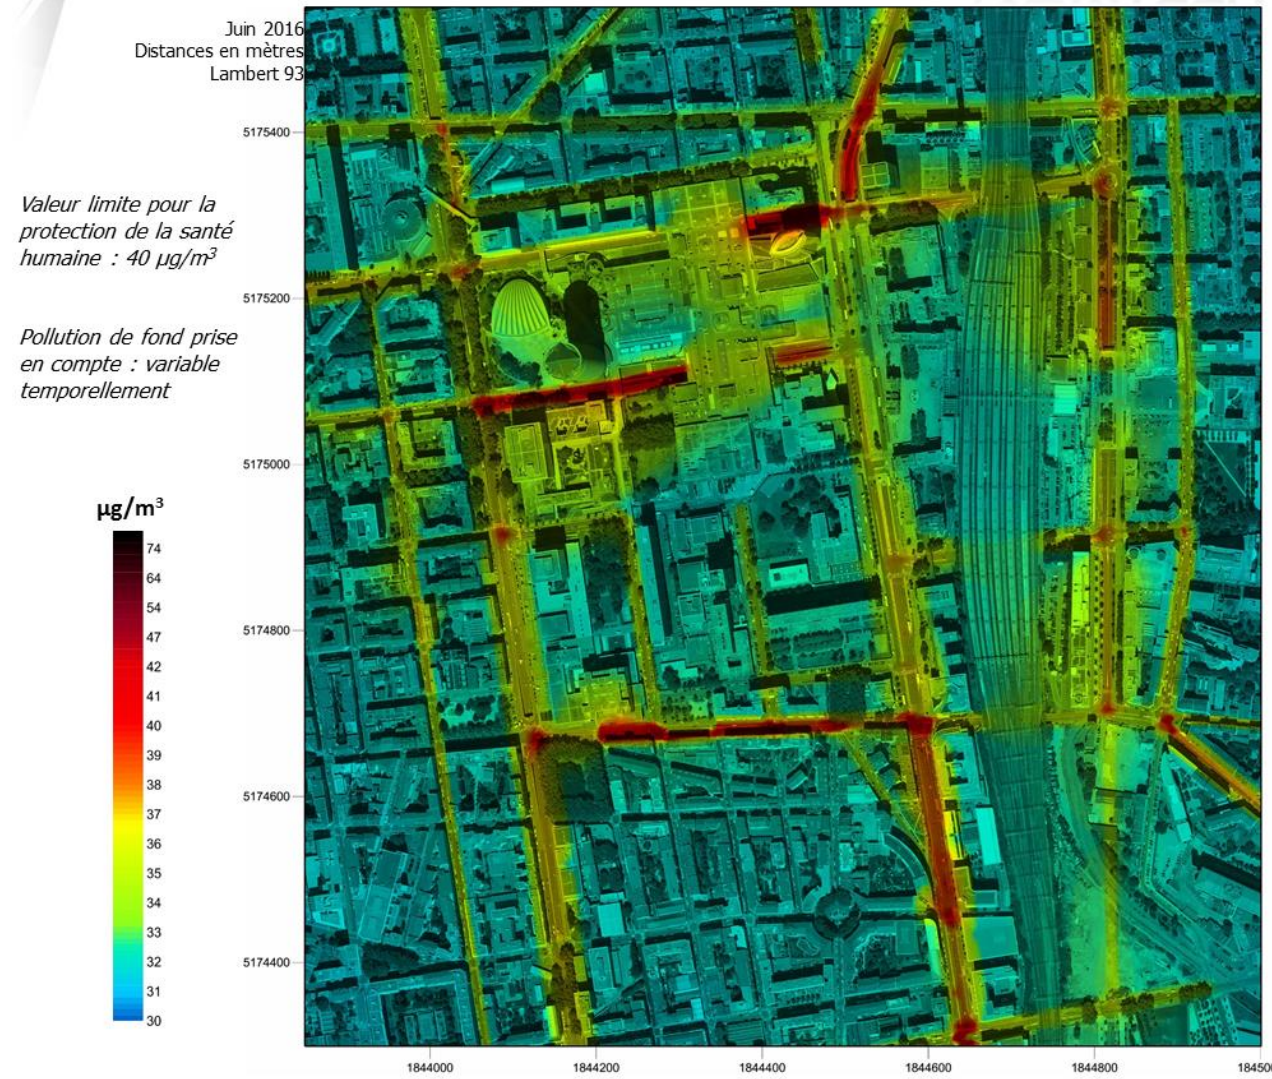 Juin 2016
Distances en mètres
Lambert 93
Valeur limite pour la
protection de la santé
humaine : 40 µg/m³
Pollution de fond prise
en compte : variable
temporellement
µg/m³
74
64
54
47
42
41
40
39
38
37
36
35
34
33
32
31
30
5175400
5175200
5175000
5174800
5174600
5174400
1844000
1844200
1844400
1844600
1844800